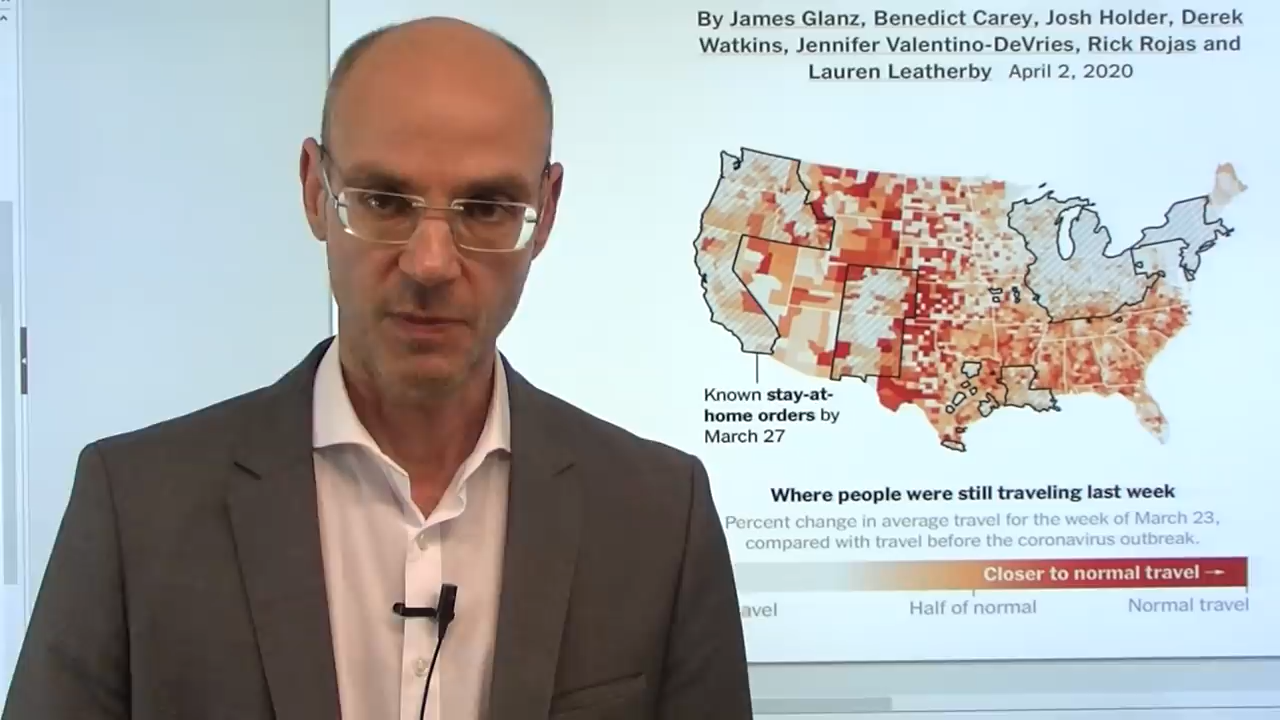 By James Glanz, Benedict Carey, Josh Holder, Derek
Watkins, Jennifer Valentino-DeVries, Rick Rojas and
Lauren Leatherby April 2, 2020
Known stay-at-
home orders by
March 27
Where people were still traveling last week
Percent change in average travel for the week of March 23,
compared with travel before the coronavirus outbreak.
Closer to normal travel →
avel
Half of normal
Normal travel